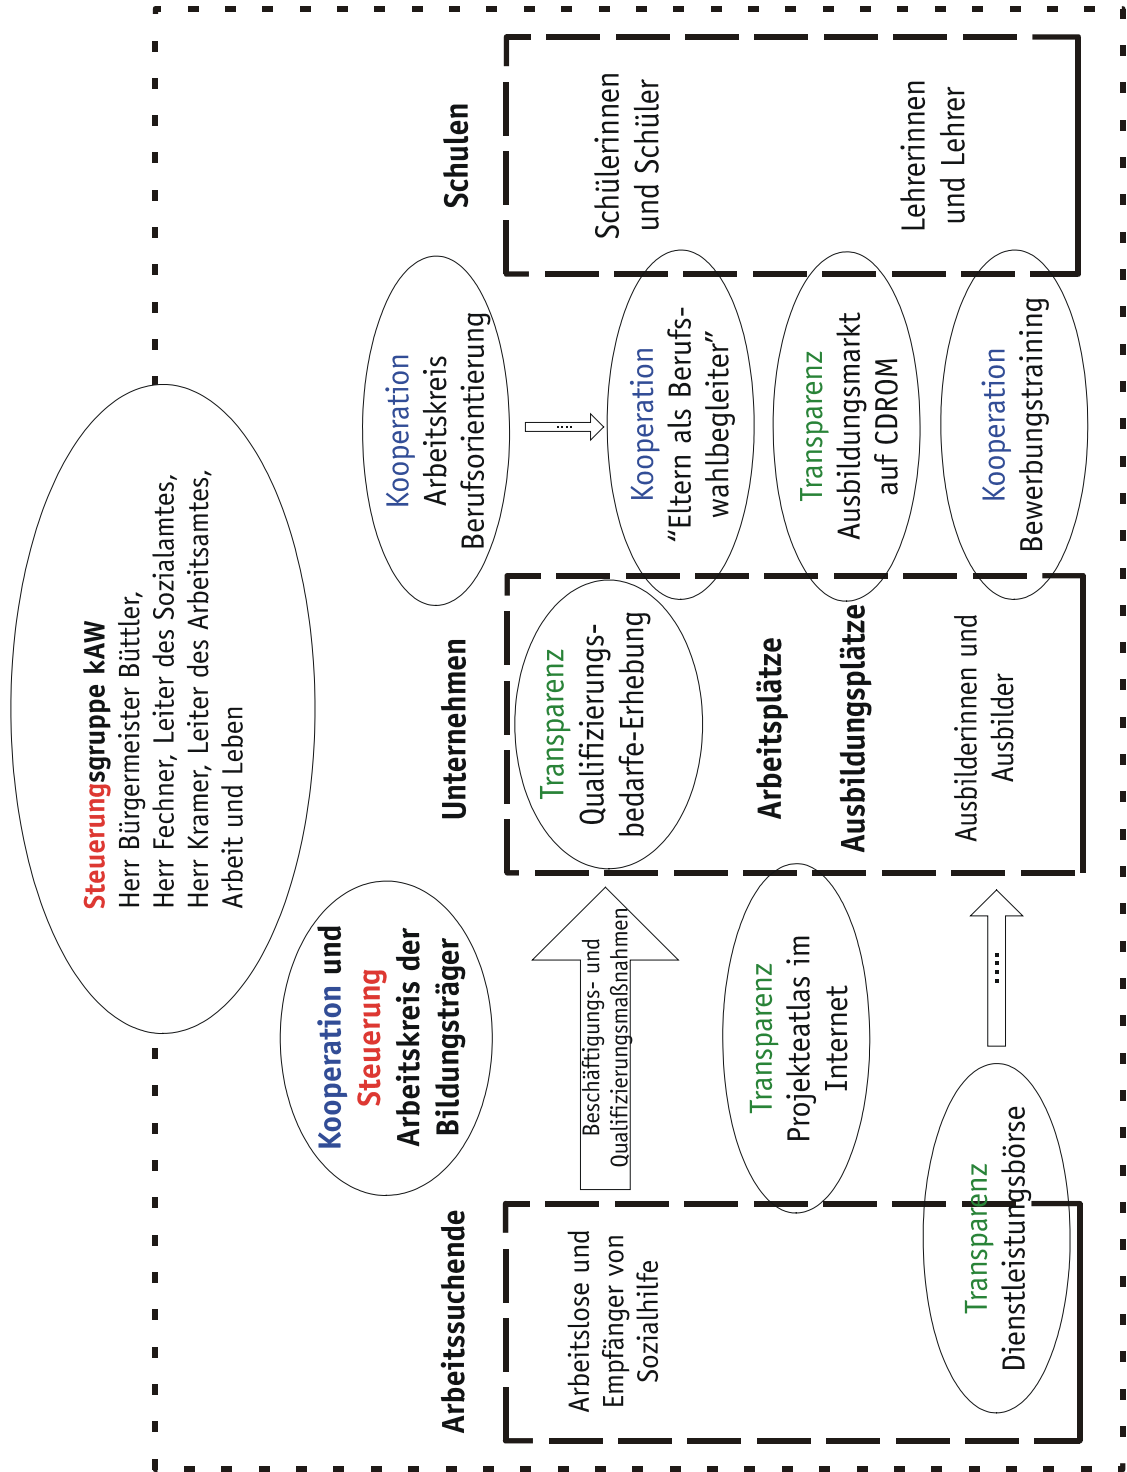 Steuerungsgruppe kAW
Herr Bürgermeister Büttler,
Herr Fechner, Leiter des Sozialamtes,
Herr Kramer, Leiter des Arbeitsamtes,
Arbeit und Leben
Kooperation und
Steuerung
Arbeitskreis der
Bildungsträger
Kooperation
Arbeitskreis
Berufsorientierung
Arbeitssuchende
Unternehmen
Schulen
Arbeitslose und
Empfänger von
Sozialhilfe
Beschäftigungs- und
Qualifizierungsmaßnahmen
Transparenz
Qualifizierungs-
bedarfe-Erhebung
....
Kooperation
“Eltern als Berufs-
wahlbegleiter”
Schülerinnen
und Schüler
Transparenz
Projekteatlas im
Internet
Arbeitsplätze
Ausbildungsplätze
Transparenz
Ausbildungsmarkt
auf CDROM
Transparenz
Dienstleistungsbörse
....
Ausbilderinnen und
Ausbilder
Kooperation
Bewerbungstraining
Lehrerinnen
und Lehrer